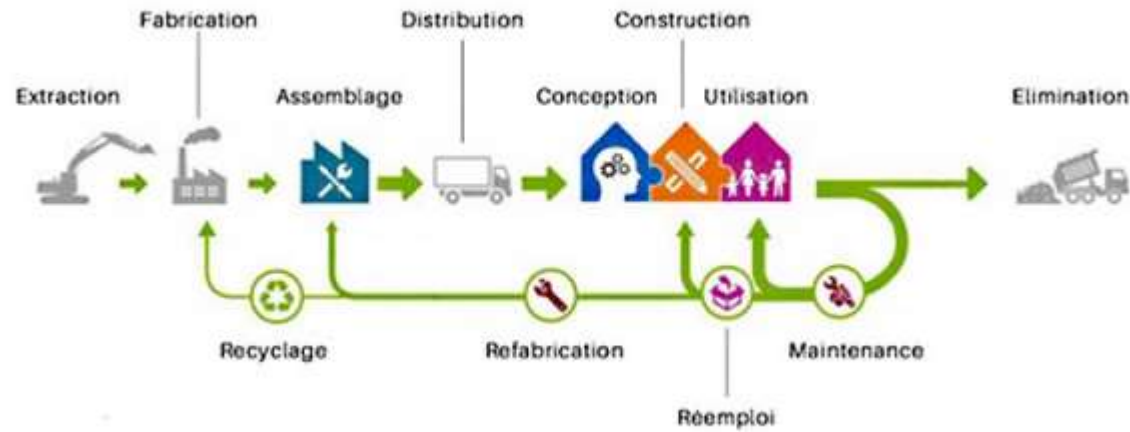 Fabrication
Distribution
Construction
Extraction
Assemblage
Conception
Utilisation
Elimination
Recyclage
Refabrication
Maintenance
Réemploi